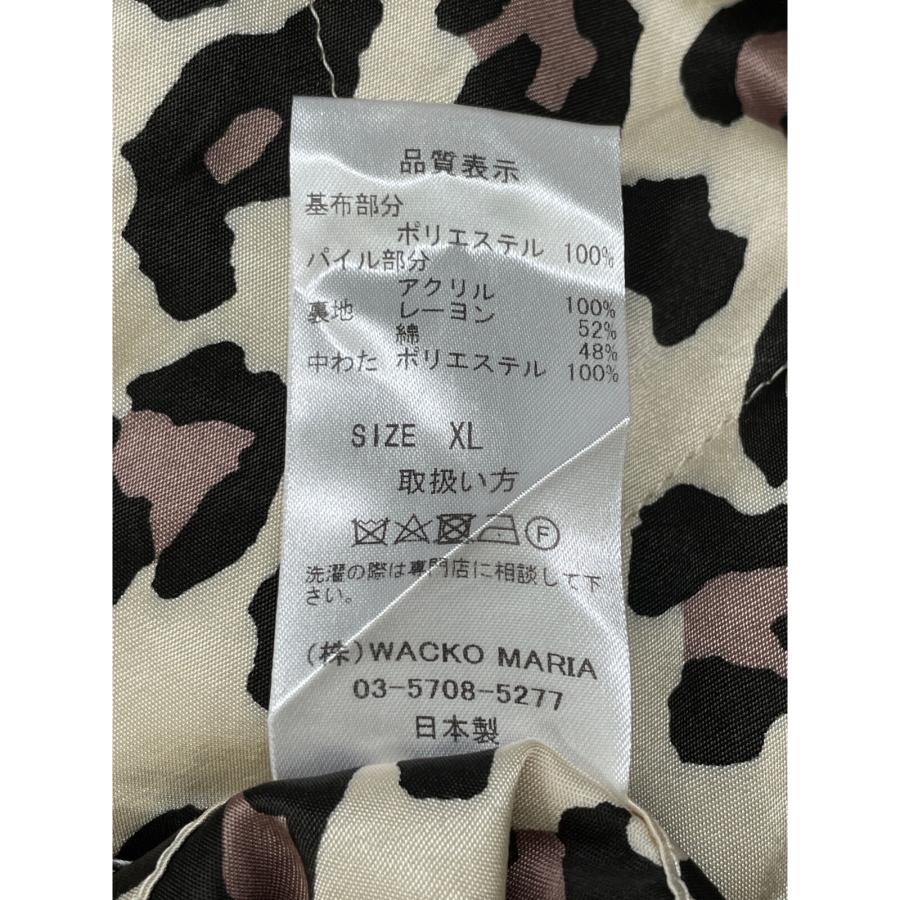 品質表示
基布部分
ポリエステル 100%
パイル部分
アクリル 100%
裏地 レーヨン 52%
綿 48%
中わた ポリエステル 100%
SIZE XL
取扱い方
F
洗濯の際は専門店に相談して下
さい。
(株)WACKO MARIA
03-5708-5277
日本製